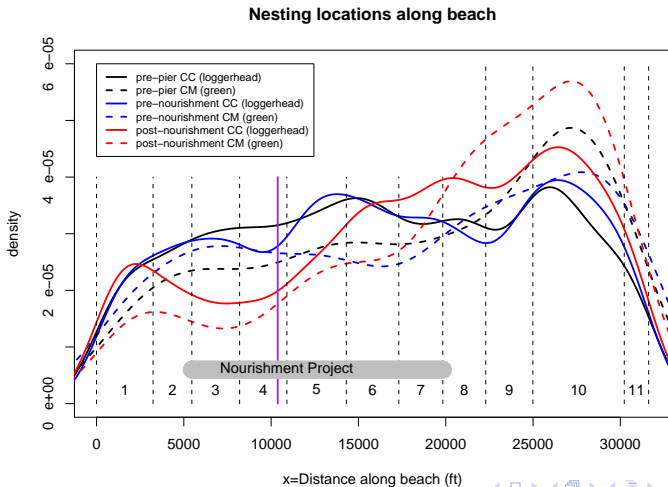 Nesting locations along beach
6 e−05
4 e−05
2 e−05
0 e+00
density
pre−pier CC (loggerhead)
pre−pier CM (green)
pre−nourishment CC (loggerhead)
pre−nourishment CM (green)
post−nourishment CC (loggerhead)
post−nourishment CM (green)
Nourishment Project
1 2 3 4 5 6 7 8 9 10 11
0 5000 10000 15000 20000 25000 30000
x=Distance along beach (ft)